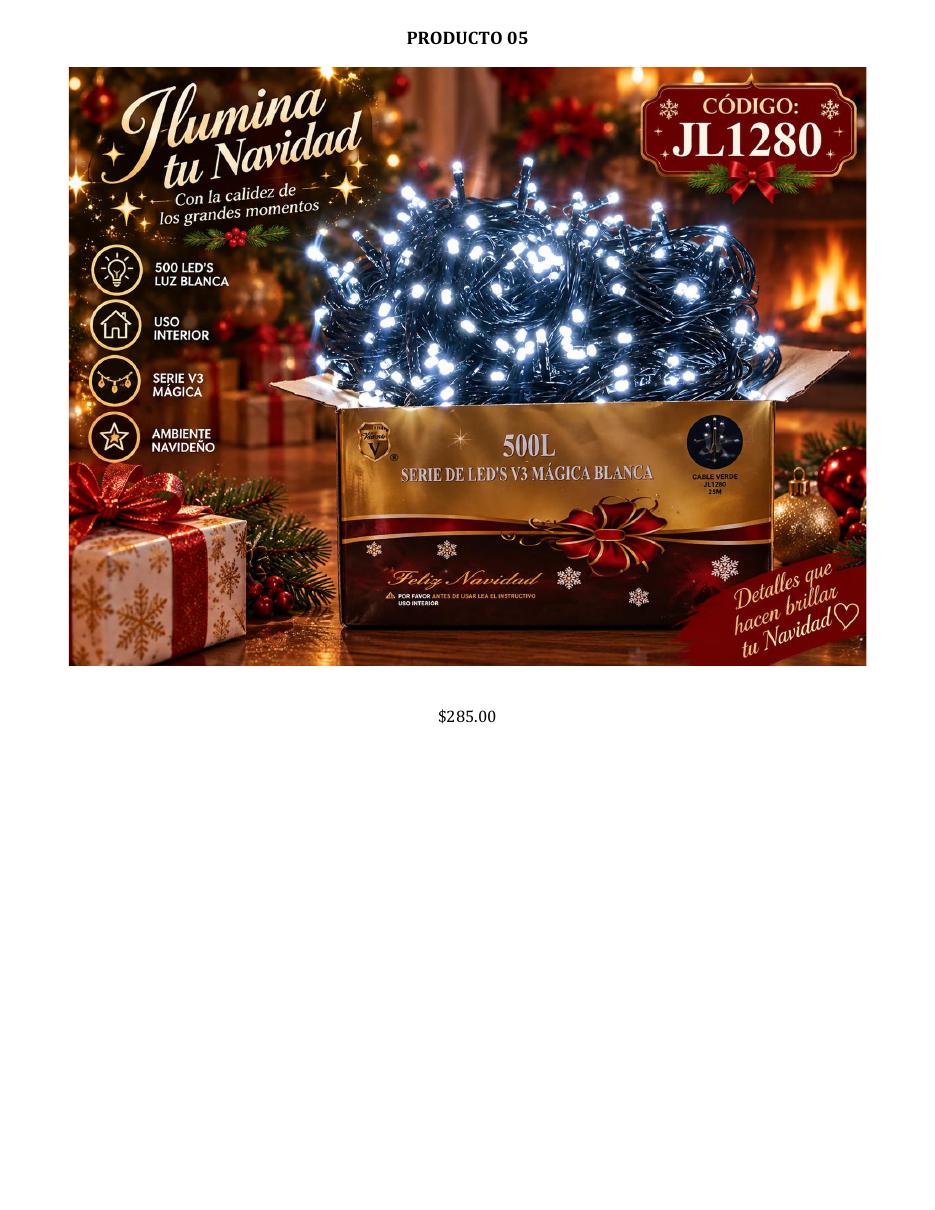 PRODUCTO 05
Ilumina
tu Navidad
Con la calidez de
los grandes momentos
CÓDIGO:
JL1280
500 LED'S
LUZ BLANCA
USO
INTERIOR
SERIE V3
MÁGICA
AMBIENTE
NAVIDEÑO
V
®
500L
SERIE DE LED'S V3 MÁGICA BLANCA
CABLE VERDE
JL1280
25M
Feliz Navidad
POR FAVOR ANTES DE USAR LEA EL INSTRUCTIVO
USO INTERIOR
Detalles que
hacen brillar
tu Navidad
$285.00